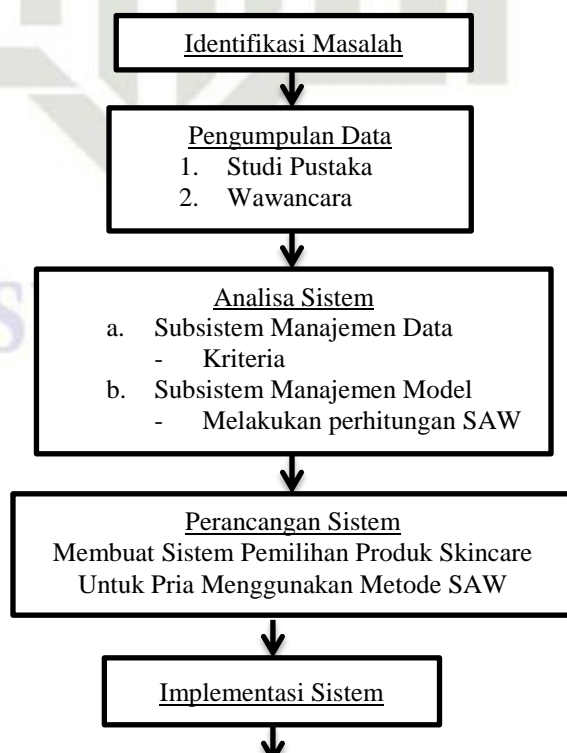 Identifikasi Masalah
Pengumpulan Data
1. Studi Pustaka
2. Wawancara
Analisa Sistem
a. Subsistem Manajemen Data
- Kriteria
b. Subsistem Manajemen Model
- Melakukan perhitungan SAW
Perancangan Sistem
Membuat Sistem Pemilihan Produk Skincare
Untuk Pria Menggunakan Metode SAW
Implementasi Sistem